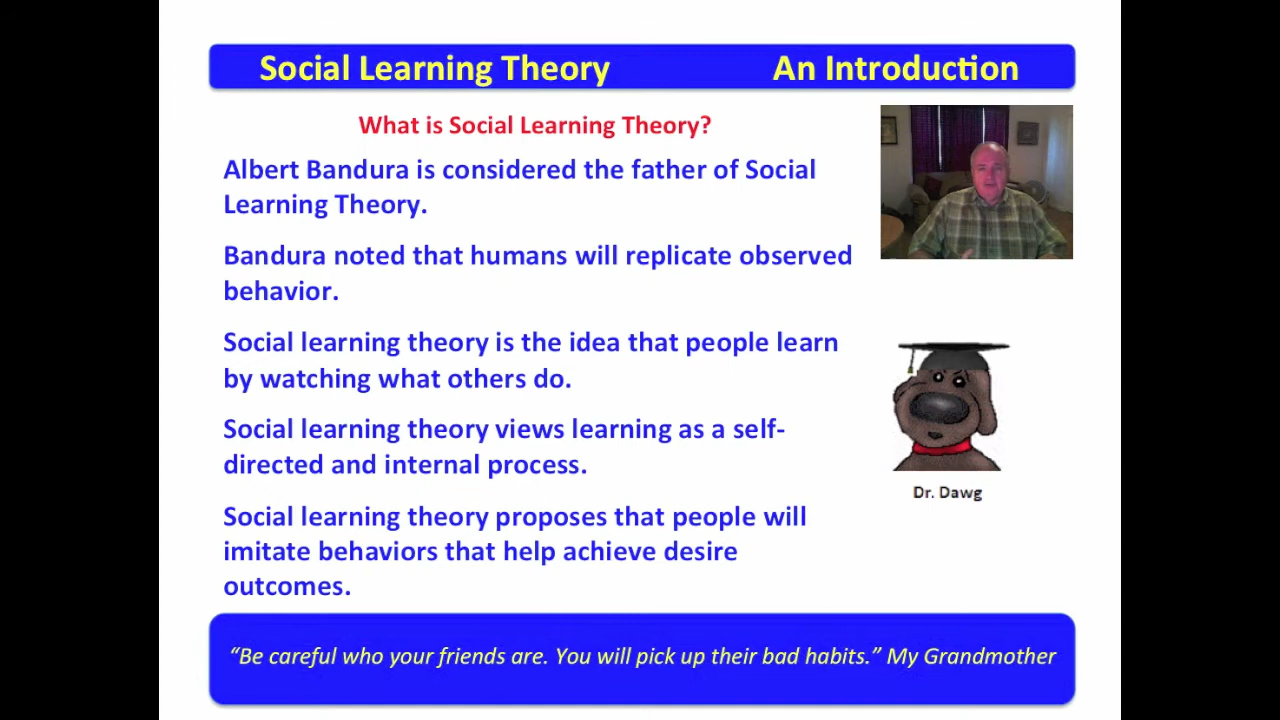 Social Learning Theory An Introduction
What is Social Learning Theory?
Albert Bandura is considered the father of Social
Learning Theory.
Bandura noted that humans will replicate observed
behavior.
Social learning theory is the idea that people learn
by watching what others do.
Social learning theory views learning as a self-
directed and internal process.
Social learning theory proposes that people will
imitate behaviors that help achieve desire
outcomes.
Dr. Dawg
“Be careful who your friends are. You will pick up their bad habits.” My Grandmother